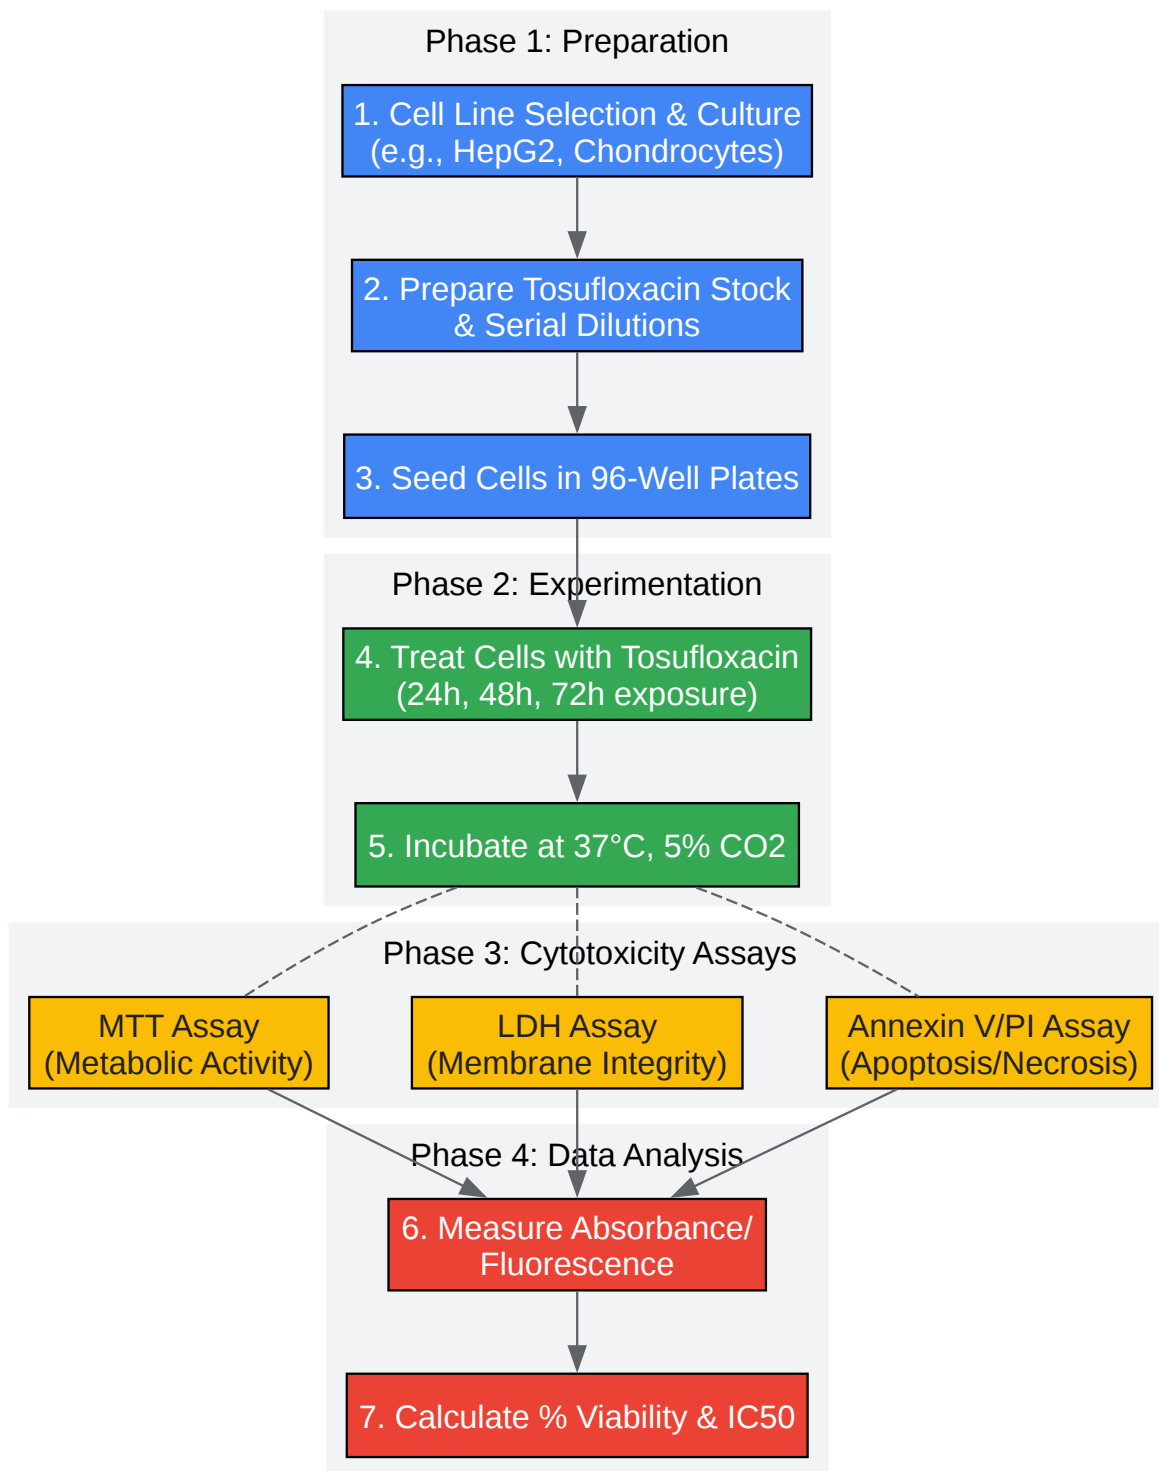 Phase 1: Preparation
1. Cell Line Selection & Culture
(e.g., HepG2, Chondrocytes)
2. Prepare Tosufloxacin Stock
& Serial Dilutions
3. Seed Cells in 96-Well Plates
Phase 2: Experimentation
4. Treat Cells with Tosufloxacin
(24h, 48h, 72h exposure)
5. Incubate at 37°C, 5% CO2
Phase 3: Cytotoxicity Assays
MTT Assay
(Metabolic Activity)
LDH Assay
(Membrane Integrity)
Annexin V/PI Assay
(Apoptosis/Necrosis)
Phase 4: Data Analysis
6. Measure Absorbance/
Fluorescence
7. Calculate % Viability & IC50